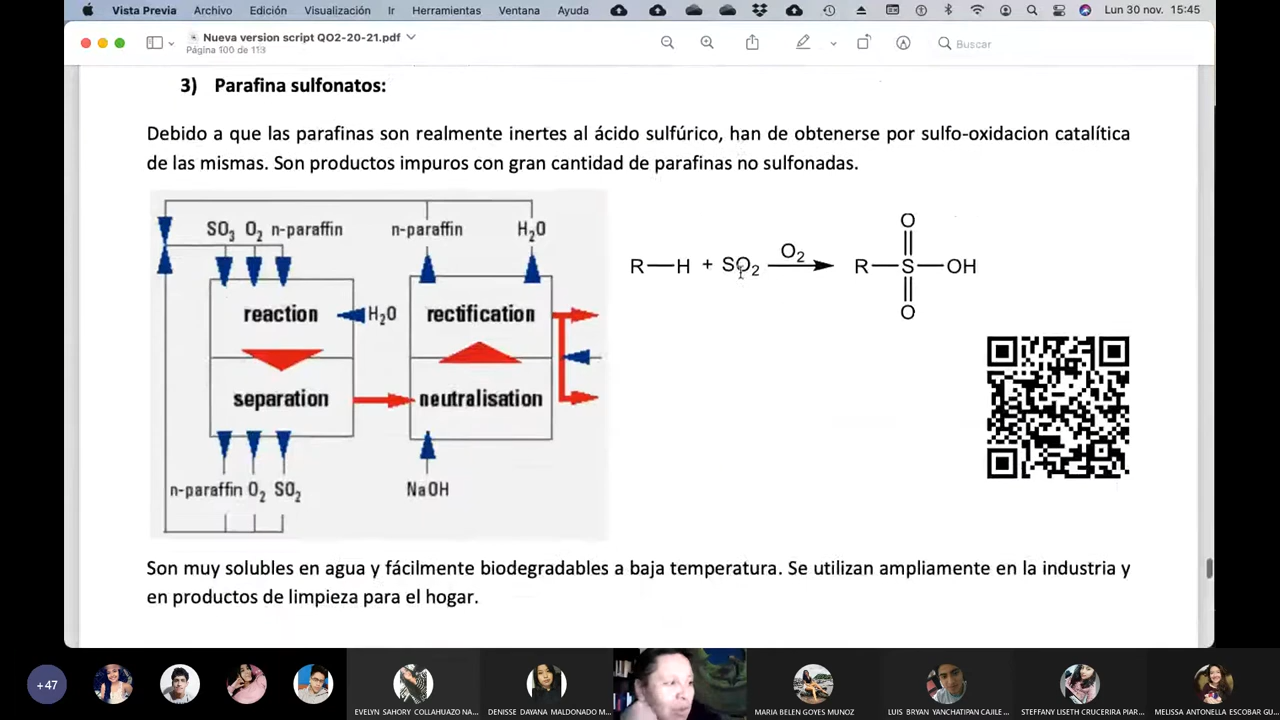 Vista Previa Archivo Edición Visualización Ir Herramientas Ventana Ayuda Lun 30 nov. 15:45
Nueva version script QO2-20-21.pdf
Página 100 de 113
Buscar
3) Parafina sulfonatos:
Debido a que las parafinas son realmente inertes al ácido sulfúrico, han de obtenerse por sulfo-oxidacion catalítica
de las mismas. Son productos impuros con gran cantidad de parafinas no sulfonadas.
SO3 O2 n-paraffin n-paraffin H2O
reaction H2O rectification
separation neutralisation
n-paraffin O2 SO2 NaOH
R—H + SO2 O2 R—S—OH
O
O
Son muy solubles en agua y fácilmente biodegradables a baja temperatura. Se utilizan ampliamente en la industria y
en productos de limpieza para el hogar.
+47
EVELYN SAHORY COLLAHUAZO NA...
DENISSE DAYANA MALDONADO M...
MARIA BELEN GOYES MUNOZ
LUIS BRYAN YANCHATIPAN CAJILE...
STEFFANY LISETH CRUCERIRA PIAR...
MELISSA ANTONELLA ESCOBAR GU...